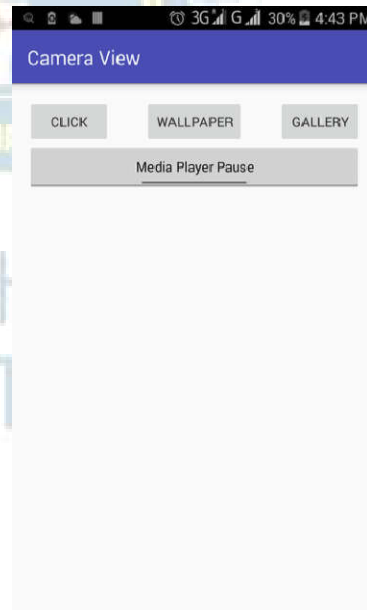 3G G 30% 4:43 PM
Camera View
CLICK WALLPAPER GALLERY
Media Player Pause